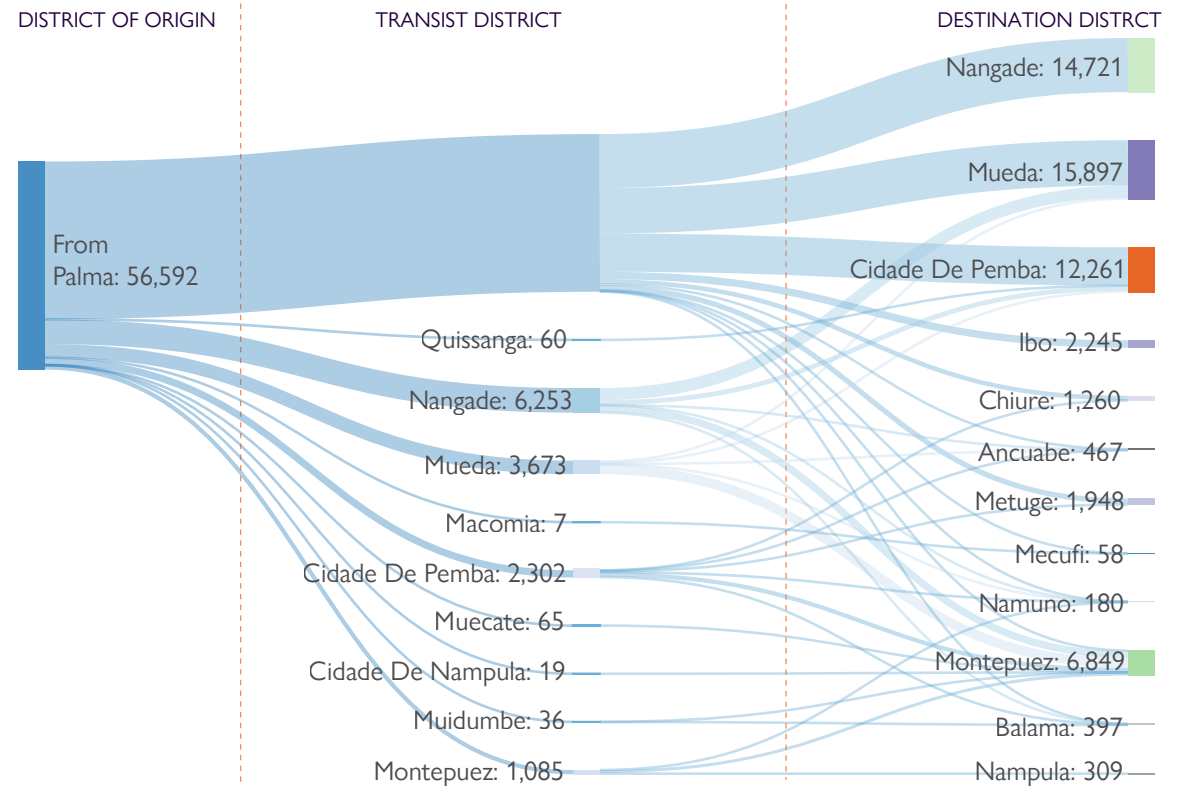 DISTRICT OF ORIGIN
TRANSIST DISTRICT
DESTINATION DISTRCT
From
Palma: 56,592
Quissanga: 60
Nangade: 6,253
Mueda: 3,673
Macomia: 7
Cidade De Pemba: 2,302
Muecate: 65
Cidade De Nampula: 19
Muidumbe: 36
Montepuez: 1,085
Nangade: 14,721
Mueda: 15,897
Cidade De Pemba: 12,261
Ibo: 2,245
Chiure: 1,260
Ancuabe: 467
Metuge: 1,948
Mecufi: 58
Namuno: 180
Montepuez: 6,849
Balama: 397
Nampula: 309